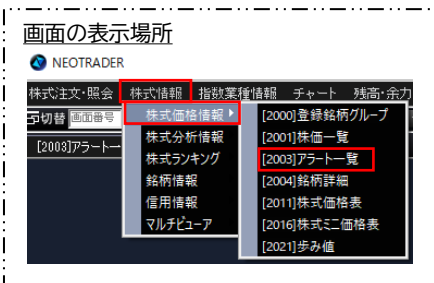 画面の表示場所
NEOTRADER
株式注文・照会 株式情報 指数業種情報 チャート 残高・余力
切替 画面番号 株式価格情報 [2000]登録銘柄グループ
[2003]アラート一 株式分析情報 [2001]株価一覧
株式ランキング [2003]アラート一覧
銘柄情報 [2004]銘柄詳細
信用情報 [2011]株式価格表
マルチビューア [2016]株式ミニ価格表
[2021]歩み値